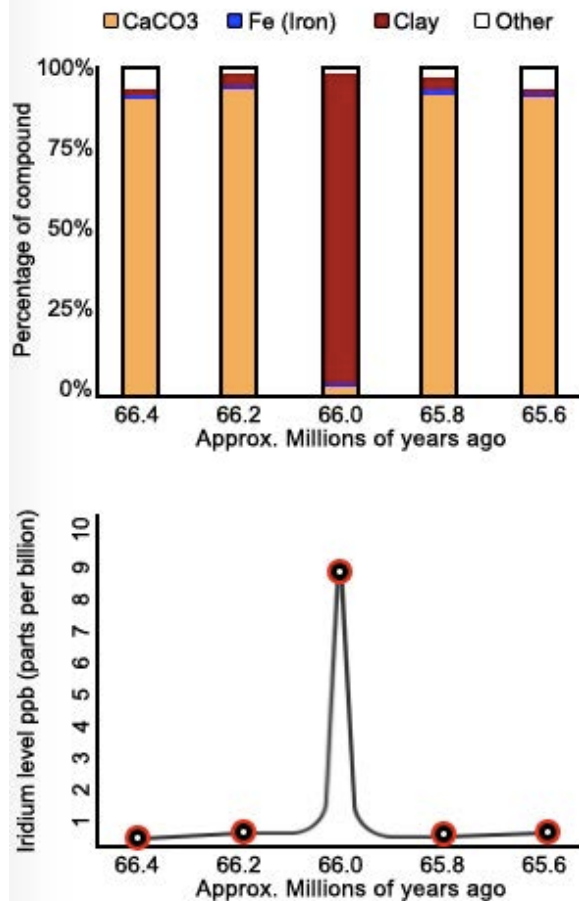 CaCO3 Fe (Iron) Clay Other
Percentage of compound
100%
75%
50%
25%
0%
66.4 66.2 66.0 65.8 65.6
Approx. Millions of years ago
Iridium level ppb (parts per billion)
10
9
8
7
6
5
4
3
2
1
66.4 66.2 66.0 65.8 65.6
Approx. Millions of years ago